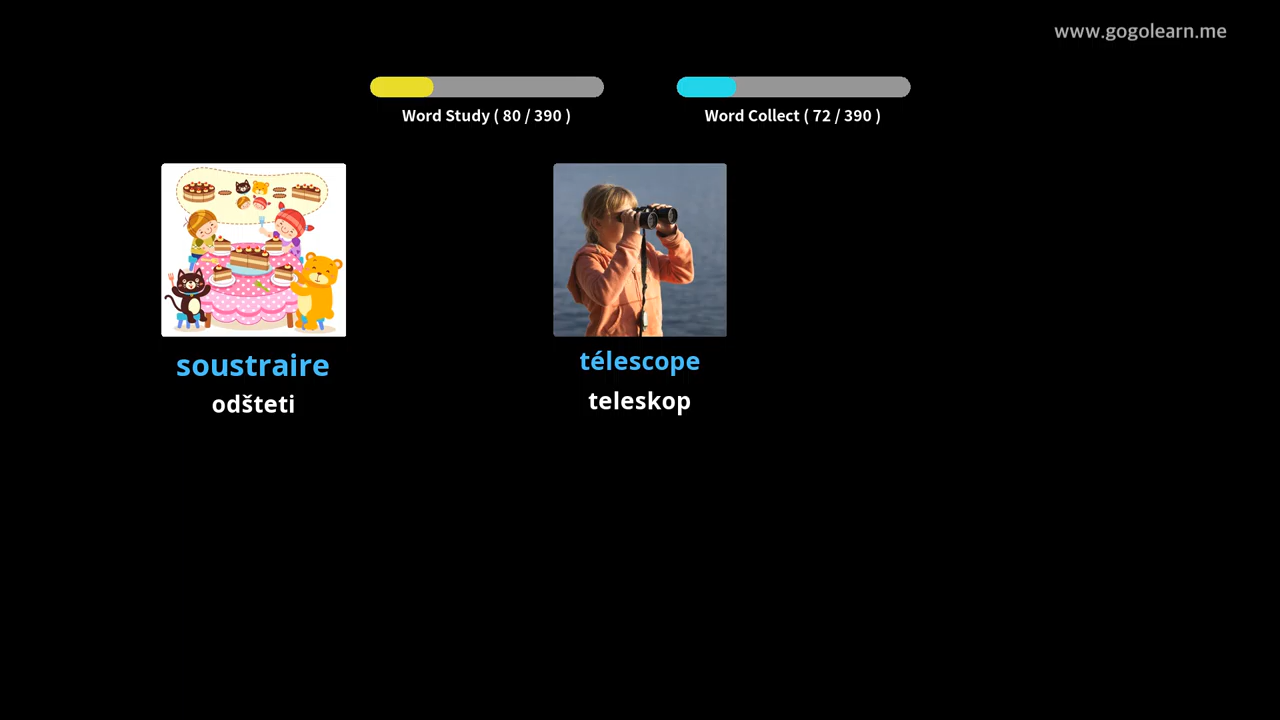 www.gogolearn.me
Word Study ( 80 / 390 )
Word Collect ( 72 / 390 )
soustraire
odšteti
télescope
teleskop